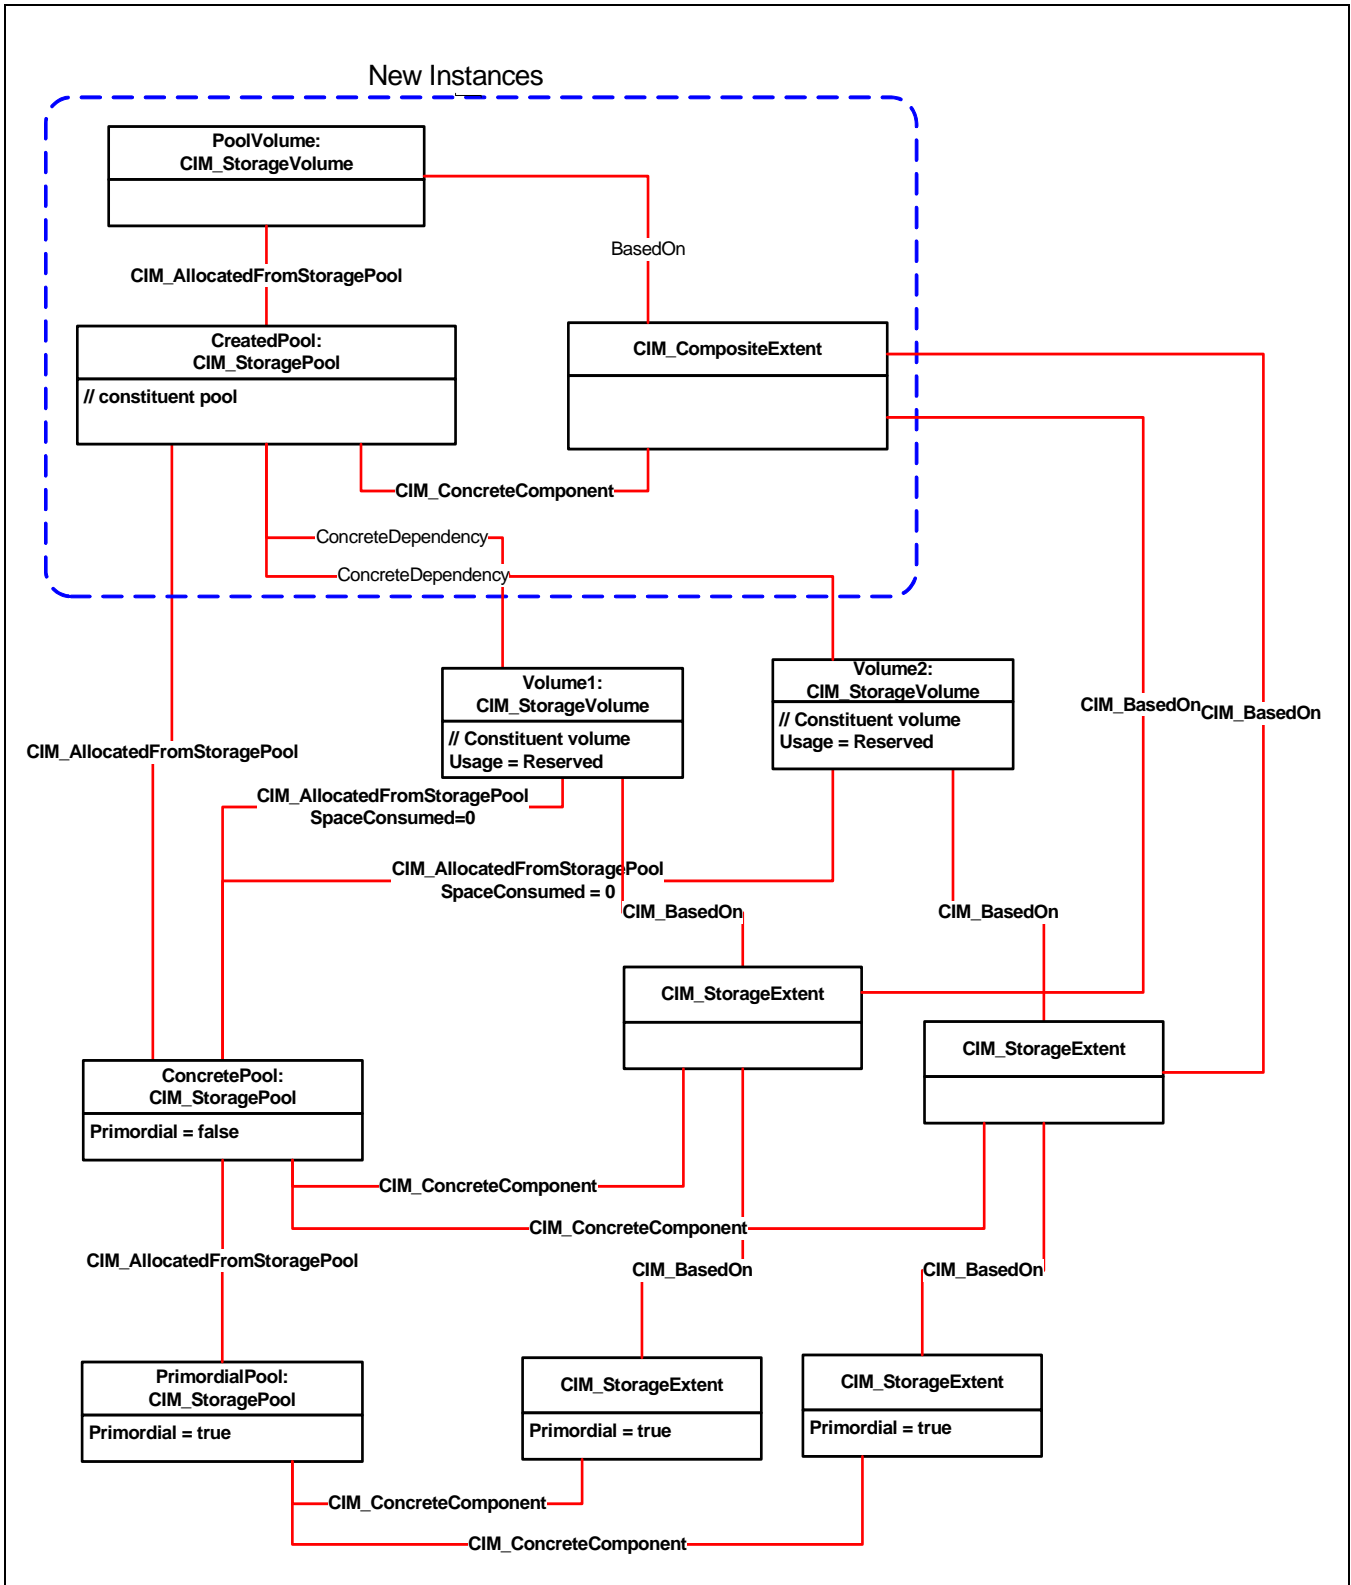 New Instances
PoolVolume:
CIM_StorageVolume
BasedOn
CIM_AllocatedFromStoragePool
CreatedPool:
CIM_StoragePool
// constituent pool
CIM_CompositeExtent
CIM_ConcreteComponent
ConcreteDependency
ConcreteDependency
Volume1:
CIM_StorageVolume
// Constituent volume
Usage = Reserved
Volume2:
CIM_StorageVolume
// Constituent volume
Usage = Reserved
CIM_BasedOn
CIM_BasedOn
CIM_AllocatedFromStoragePool
CIM_AllocatedFromStoragePool
SpaceConsumed=0
CIM_AllocatedFromStoragePool
SpaceConsumed = 0
CIM_BasedOn
CIM_BasedOn
CIM_StorageExtent
CIM_StorageExtent
ConcretePool:
CIM_StoragePool
Primordial = false
CIM_ConcreteComponent
CIM_ConcreteComponent
CIM_AllocatedFromStoragePool
CIM_BasedOn
CIM_BasedOn
PrimordialPool:
CIM_StoragePool
Primordial = true
CIM_StorageExtent
Primordial = true
CIM_StorageExtent
Primordial = true
CIM_ConcreteComponent
CIM_ConcreteComponent